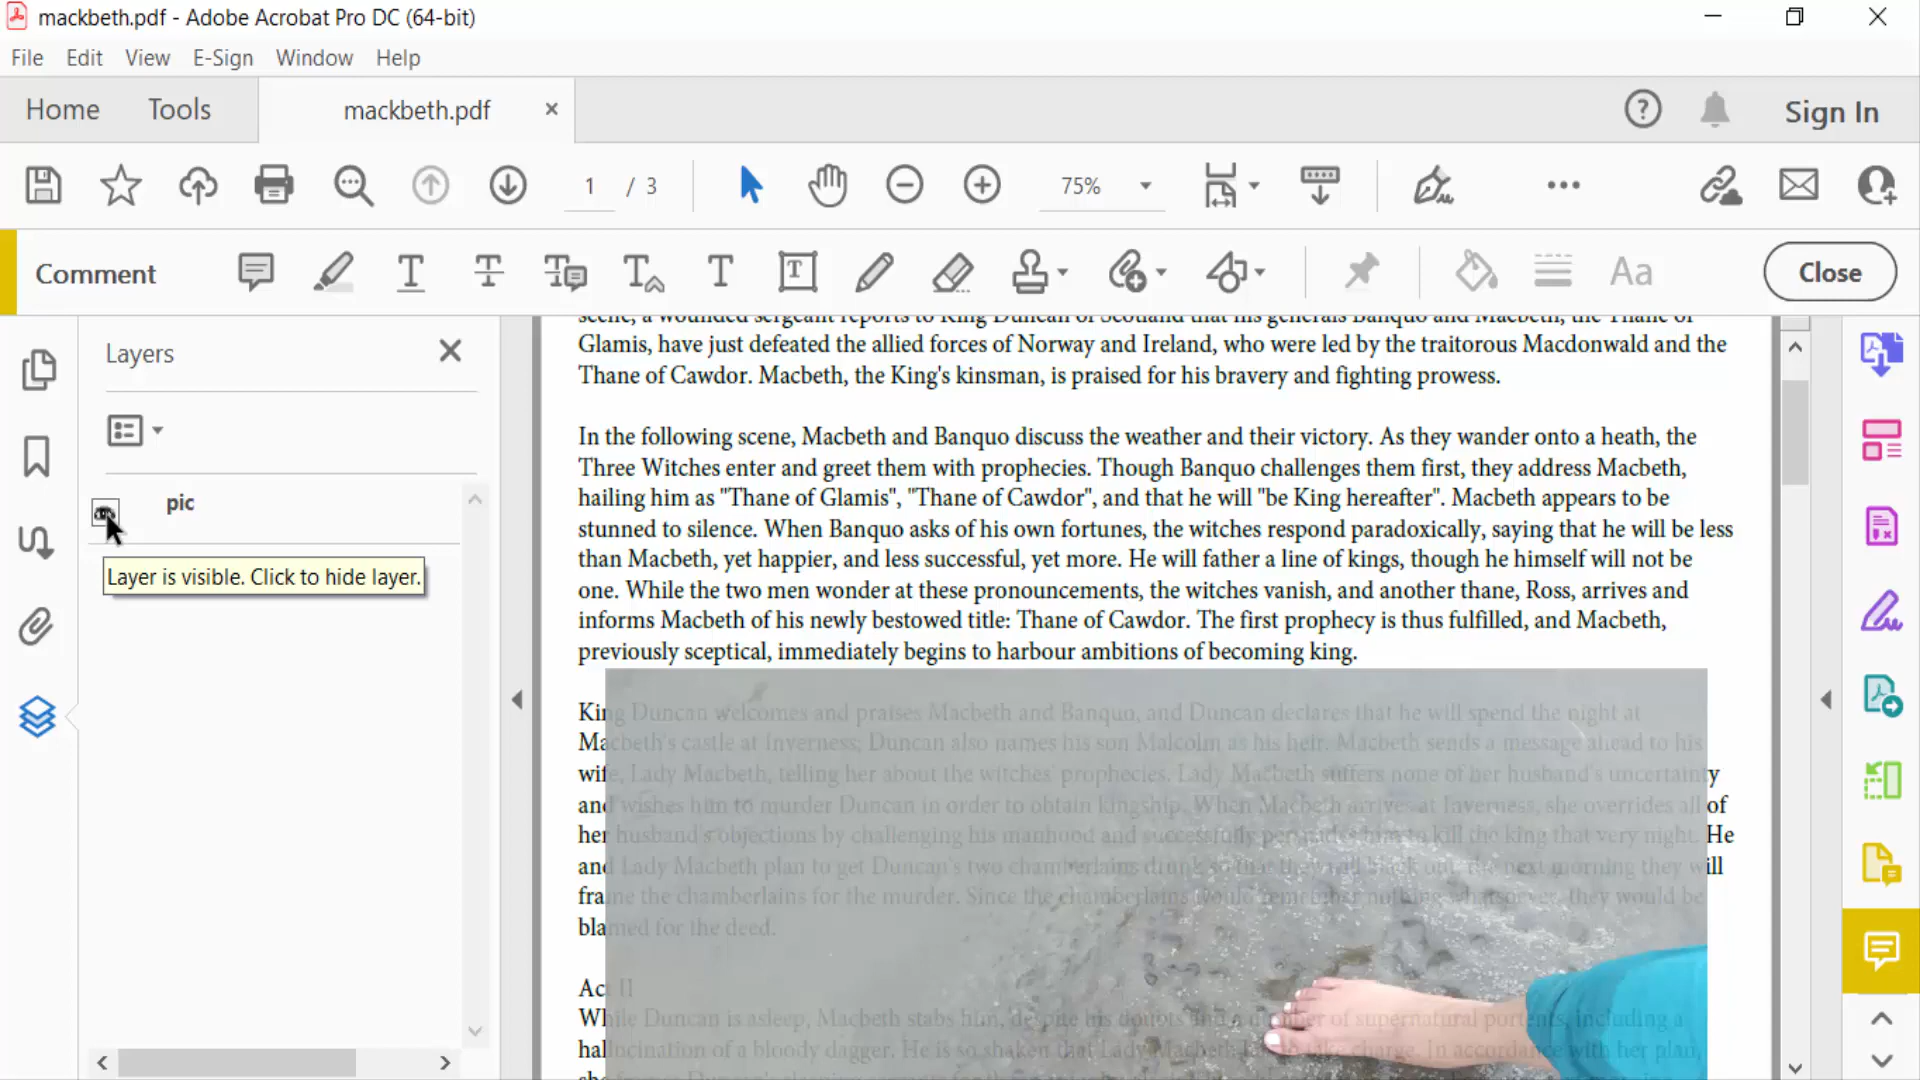 mackbeth.pdf - Adobe Acrobat Pro DC (64-bit)
File Edit View E-Sign Window Help
Home Tools mackbeth.pdf Sign In
1 / 3 75%
Comment Close
Layers
pic
Layer is visible. Click to hide layer.
scene, a wounded sergeant reports to King Duncan of Scotland that his generals Banquo and Macbeth, the Thane of
Glamis, have just defeated the allied forces of Norway and Ireland, who were led by the traitorous Macdonwald and the
Thane of Cawdor. Macbeth, the King's kinsman, is praised for his bravery and fighting prowess.
In the following scene, Macbeth and Banquo discuss the weather and their victory. As they wander onto a heath, the
Three Witches enter and greet them with prophecies. Though Banquo challenges them first, they address Macbeth,
hailing him as "Thane of Glamis", "Thane of Cawdor", and that he will "be King hereafter". Macbeth appears to be
stunned to silence. When Banquo asks of his own fortunes, the witches respond paradoxically, saying that he will be less
than Macbeth, yet happier, and less successful, yet more. He will father a line of kings, though he himself will not be
one. While the two men wonder at these pronouncements, the witches vanish, and another thane, Ross, arrives and
informs Macbeth of his newly bestowed title: Thane of Cawdor. The first prophecy is thus fulfilled, and Macbeth,
previously sceptical, immediately begins to harbour ambitions of becoming king.
King Duncan welcomes and praises Macbeth and Banquo, and Duncan declares that he will spend the night at
Macbeth's castle at Inverness; Duncan also names his son Malcolm as his heir. Macbeth sends a message ahead to his
wife, Lady Macbeth, telling her about the witches' prophecies. Lady Macbeth suffers none of her husband's uncertainty
and wishes him to murder Duncan in order to obtain kingship. When Macbeth arrives at Inverness, she overrides all of
her husband's objections by challenging his manhood and successfully persuades him to kill the king that very night. He
and Lady Macbeth plan to get Duncan's two chamberlains drunk so that they will black out; the next morning they will
frame the chamberlains for the murder. Since the chamberlains would remember nothing whatsoever, they would be
blamed for the deed.
Act II
While Duncan is asleep, Macbeth stabs him, despite his doubts and a number of supernatural portents, including a
hallucination of a bloody dagger. He is so shaken that Lady Macbeth has to take charge. In accordance with her plan,